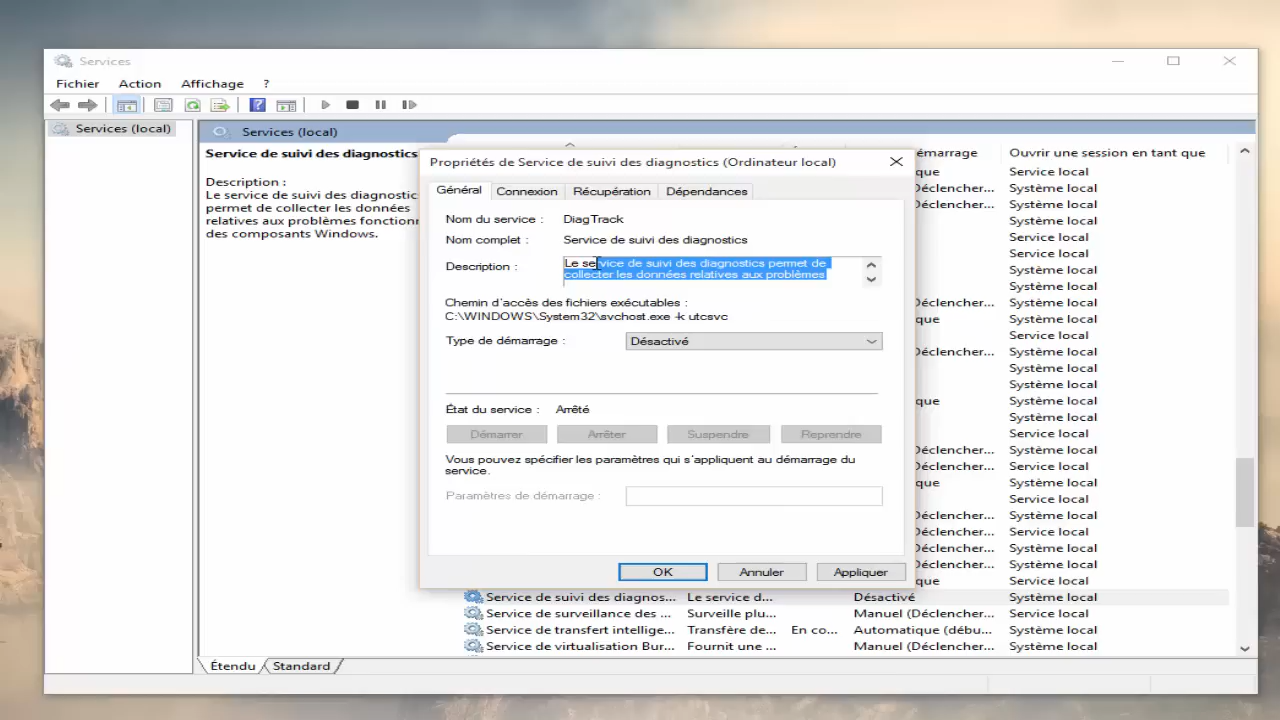 Services
Fichier Action Affichage ?
Services (local)
Services (local)
Service de suivi des diagnostics
Description :
Le service de suivi des diagnostic
permet de collecter les données
relatives aux problèmes fonction
des composants Windows.
Propriétés de Service de suivi des diagnostics (Ordinateur local)
Général Connexion Récupération Dépendances
Nom du service : DiagTrack
Nom complet : Service de suivi des diagnostics
Description : Le service de suivi des diagnostics permet de
collecter les données relatives aux problèmes
Chemin d'accès des fichiers exécutables :
C:\WINDOWS\System32\svchost.exe -k utcsvc
Type de démarrage : Désactivé
État du service : Arrêté
Démarrer Arrêter Suspendre Reprendre
Vous pouvez spécifier les paramètres qui s'appliquent au démarrage du
service.
Paramètres de démarrage :
OK Annuler Appliquer
émarrage Ouvrir une session en tant que
Service local
Déclencher... Système local
Déclencher... Système local
Service local
Service local
Système local
Système local
Système local
Déclencher... Système local
que Système local
Service local
Déclencher... Système local
Système local
Système local
que Système local
Système local
Service local
Déclencher... Système local
Déclencher... Service local
que Système local
Service local
Déclencher... Système local
Déclencher... Service local
Déclencher... Système local
Déclencher... Système local
que Service local
Service de suivi des diagnos... Le service d... Désactivé Système local
Service de surveillance des ... Surveille plu... Manuel (Déclencher... Service local
Service de transfert intellige... Transfère de... En co... Automatique (débu... Système local
Service de virtualisation Bur... Fournit une ... Manuel (Déclencher... Système local
Étendu Standard